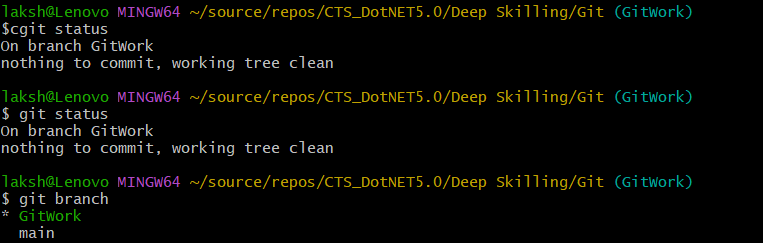 laksh@Lenovo MINGW64 ~/source/repos/CTS_DotNET5.0/Deep Skilling/Git (GitWork)
$cgit status
On branch GitWork
nothing to commit, working tree clean
laksh@Lenovo MINGW64 ~/source/repos/CTS_DotNET5.0/Deep Skilling/Git (GitWork)
$ git status
On branch GitWork
nothing to commit, working tree clean
laksh@Lenovo MINGW64 ~/source/repos/CTS_DotNET5.0/Deep Skilling/Git (GitWork)
$ git branch
* GitWork
  main